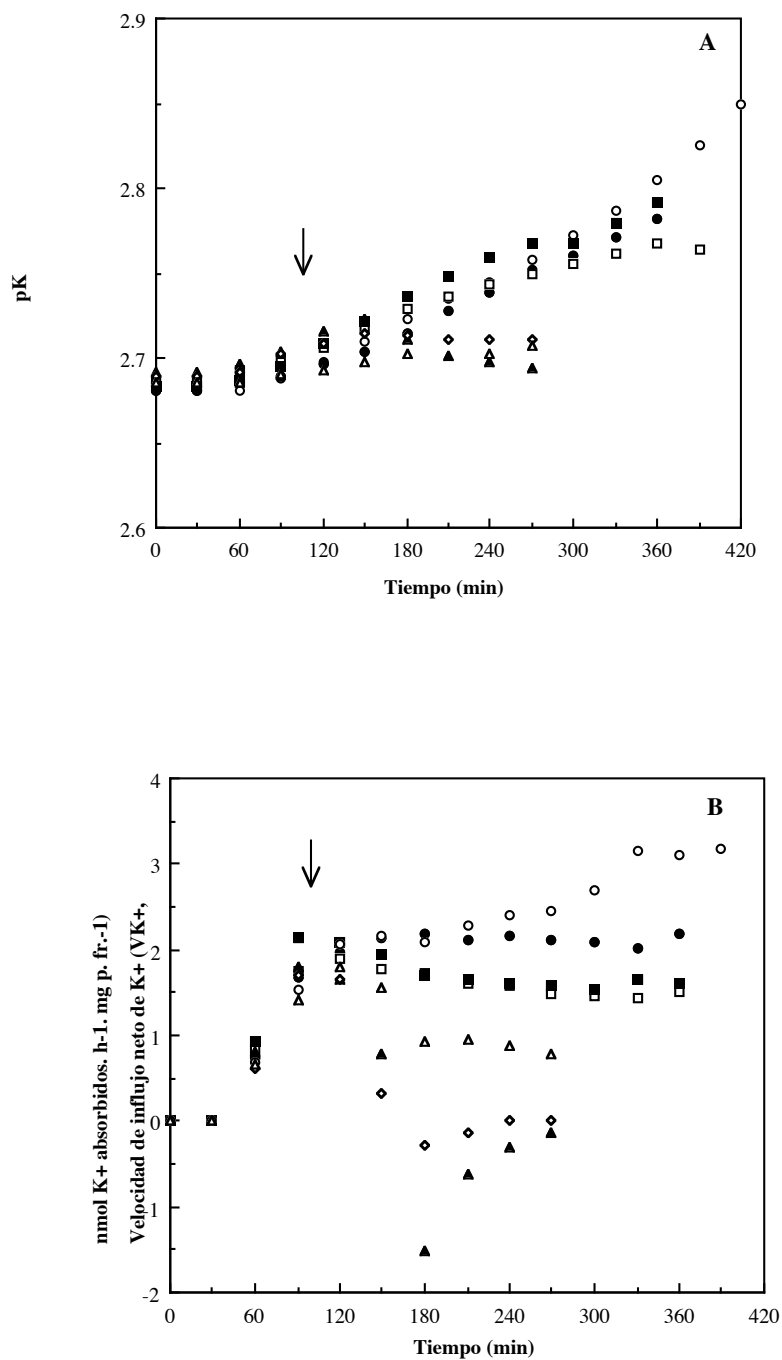 2.9
A
2.8
pK
2.7
2.6
0 60 120 180 240 300 360 420
Tiempo (min)
4
B
3
2
1
0
-1
-2
nmol K+ absorbidos. h-1. mg p. fr.-1)
Velocidad de influjo neto de K+ (VK+,
0 60 120 180 240 300 360 420
Tiempo (min)